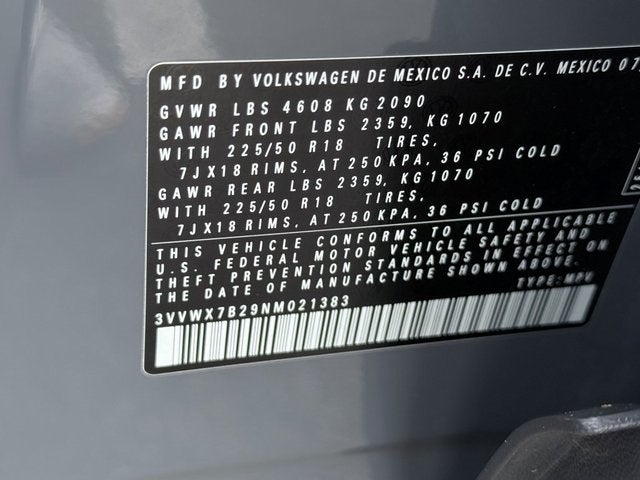 MFD BY VOLKSWAGEN DE MEXICO S.A. DE C.V. MEXICO 07
GVWR LBS 4608 KG 2090
GAWR FRONT LBS 2359, KG 1070
WITH 225/50 R18 TIRES,
7JX18 RIMS, AT 250 KPA, 36 PSI COLD
GAWR REAR LBS 2359, KG 1070
WITH 225/50 R18 TIRES,
7JX18 RIMS, AT 250 KPA, 36 PSI COLD
THIS VEHICLE CONFORMS TO ALL APPLICABLE
U.S. FEDERAL MOTOR VEHICLE SAFETY AND
THEFT PREVENTION STANDARDS IN EFFECT ON
THE DATE OF MANUFACTURE SHOWN ABOVE.
TYPE: MPV
3VVWX7B29NM021383